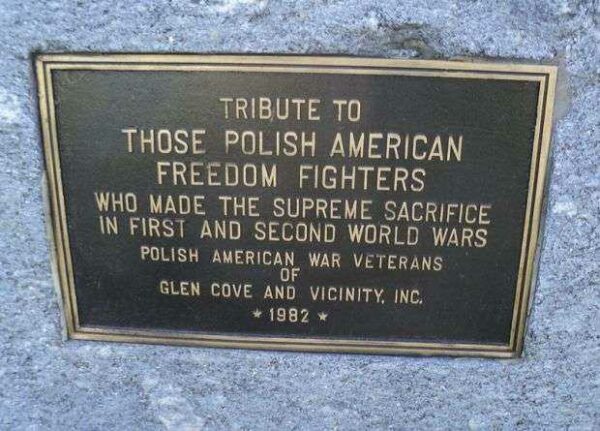 TRIBUTE TO
THOSE POLISH AMERICAN
FREEDOM FIGHTERS
WHO MADE THE SUPREME SACRIFICE
IN FIRST AND SECOND WORLD WARS
POLISH AMERICAN WAR VETERANS
OF
GLEN COVE AND VICINITY, INC.
★ 1982 ★